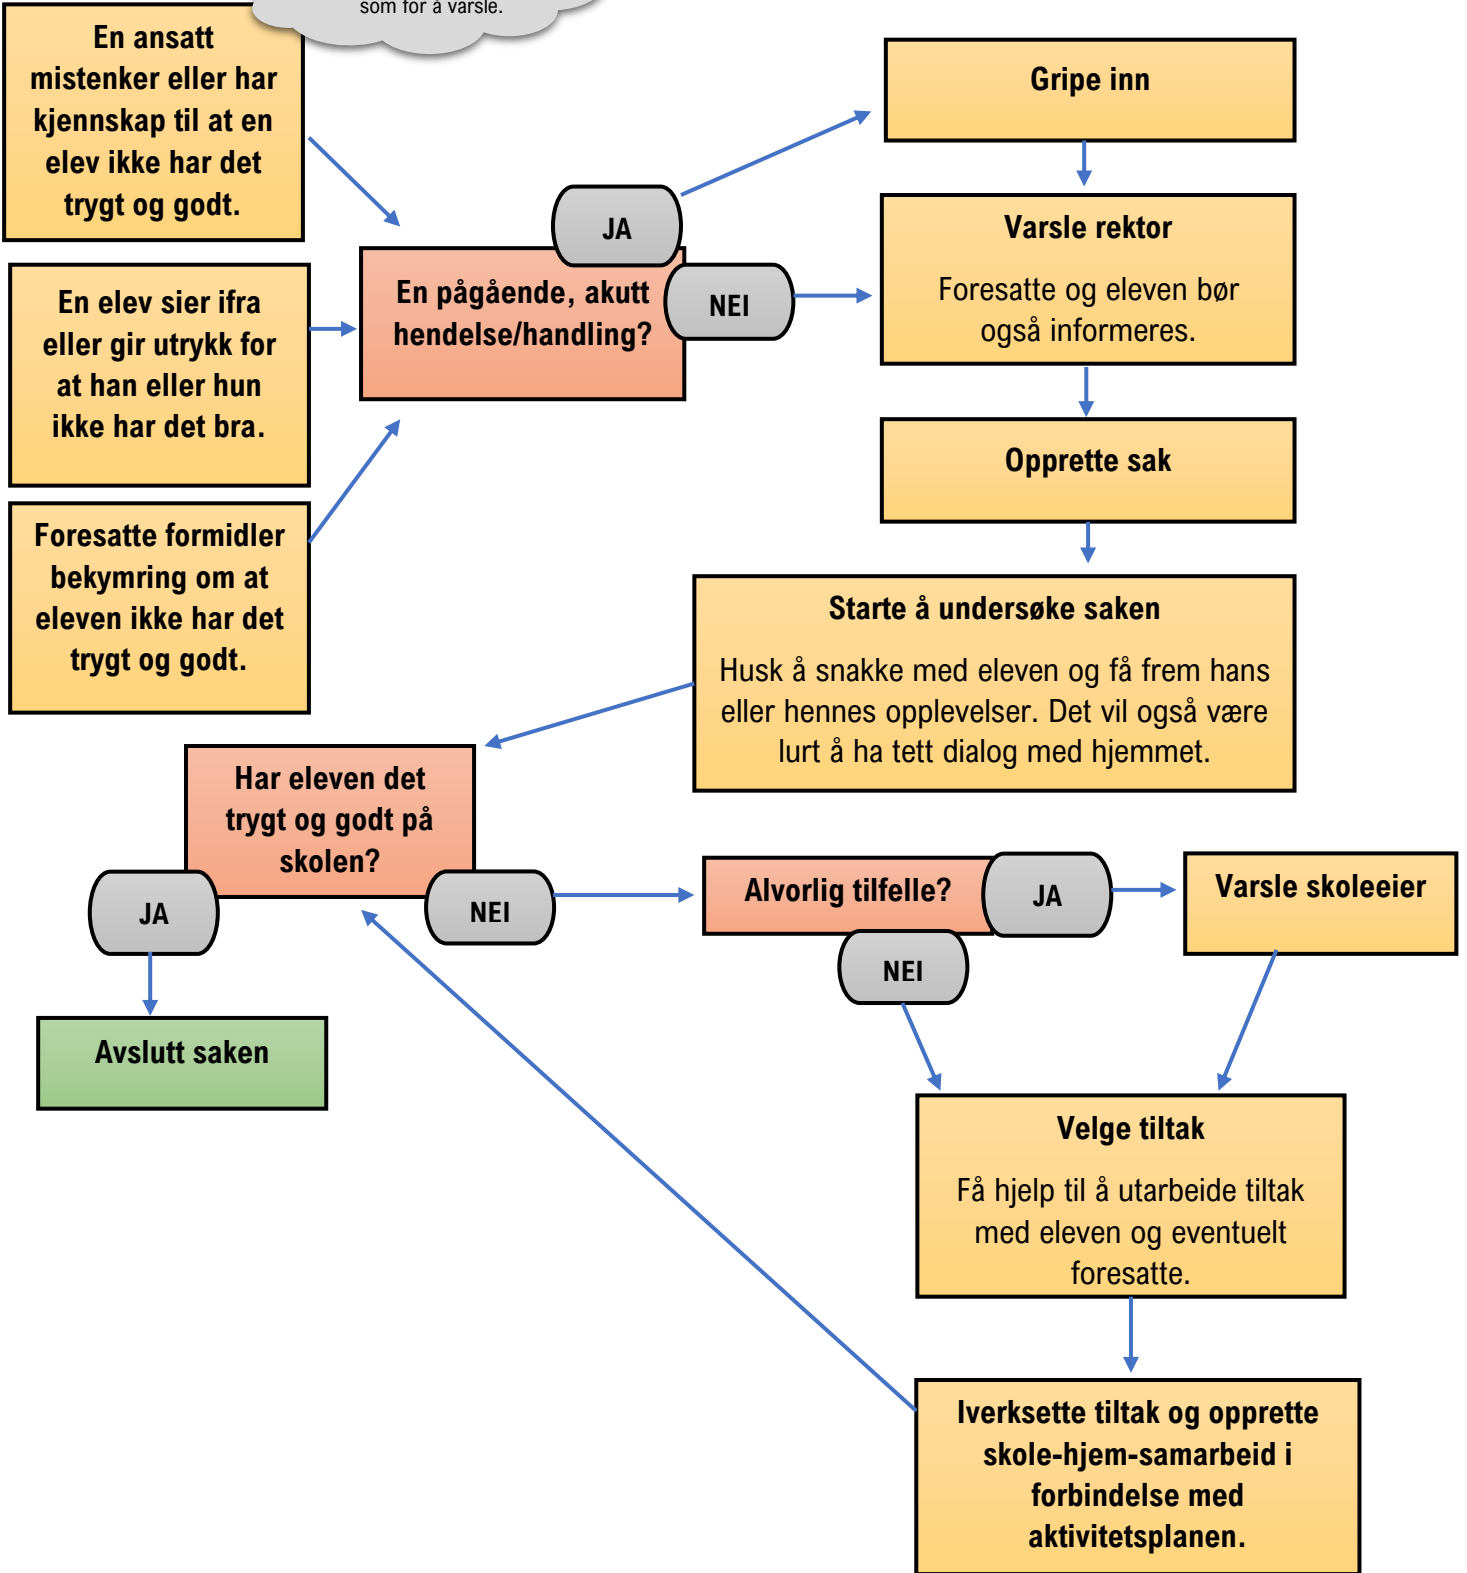 som for å varsle.
En ansatt
mistenker eller har
kjennskap til at en
elev ikke har det
trygt og godt.
En elev sier ifra
eller gir utrykk for
at han eller hun
ikke har det bra.
Foresatte formidler
bekymring om at
eleven ikke har det
trygt og godt.
JA
En pågående, akutt
hendelse/handling?
NEI
Gripe inn
Varsle rektor
Foresatte og eleven bør
også informeres.
Opprette sak
Starte å undersøke saken
Husk å snakke med eleven og få frem hans
eller hennes opplevelser. Det vil også være
lurt å ha tett dialog med hjemmet.
Har eleven det
trygt og godt på
skolen?
JA
NEI
Avslutt saken
Alvorlig tilfelle?
JA
NEI
Varsle skoleeier
Velge tiltak
Få hjelp til å utarbeide tiltak
med eleven og eventuelt
foresatte.
Iverksette tiltak og opprette
skole-hjem-samarbeid i
forbindelse med
aktivitetsplanen.